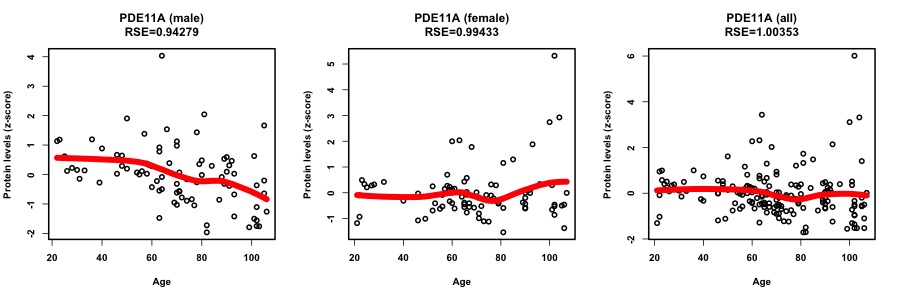 PDE11A (male)
RSE=0.94279
Protein levels (z-score)
4
3
2
1
0
-1
-2
20 40 60 80 100
Age
PDE11A (female)
RSE=0.99433
Protein levels (z-score)
5
4
3
2
1
0
-1
20 40 60 80 100
Age
PDE11A (all)
RSE=1.00353
Protein levels (z-score)
6
4
2
0
-2
20 40 60 80 100
Age